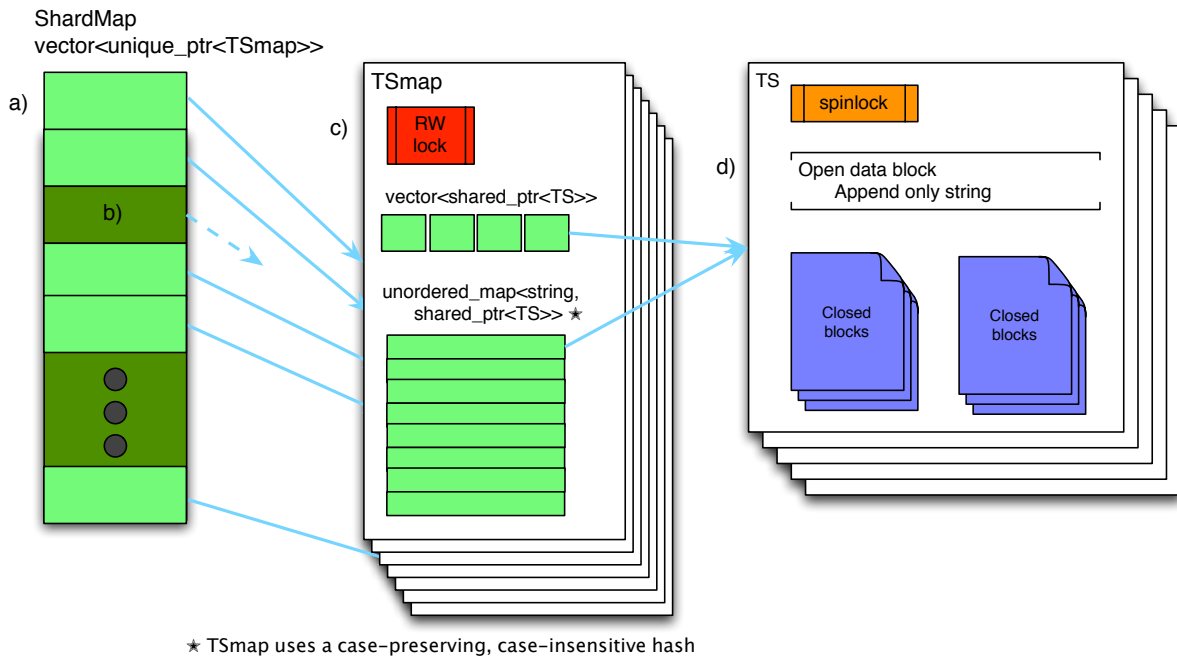 ShardMap
vector<unique_ptr<TSmap>>
a)
b)
c)
TSmap
RW
lock
vector<shared_ptr<TS>>
unordered_map<string,
shared_ptr<TS>> ✭
d)
TS
spinlock
Open data block
Append only string
Closed
blocks
Closed
blocks
✭ TSmap uses a case-preserving, case-insensitive hash